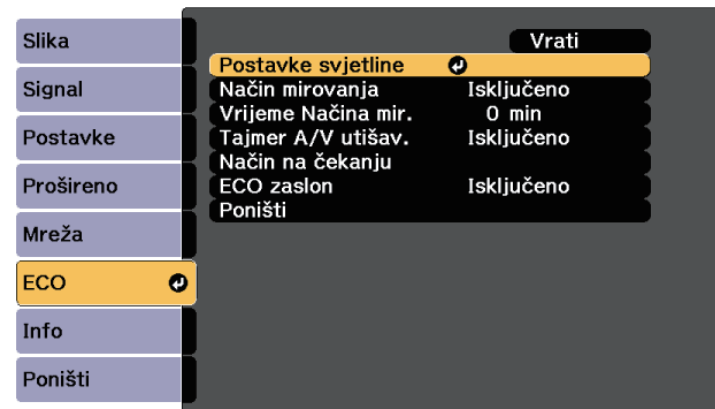 Slika
Signal
Postavke
Prošireno
Mreža
ECO
Info
Poništi
Vrati
Postavke svjetline
Način mirovanja Isključeno
Vrijeme Načina mir. 0 min
Tajmer A/V utišav. Isključeno
Način na čekanju
ECO zaslon Isključeno
Poništi